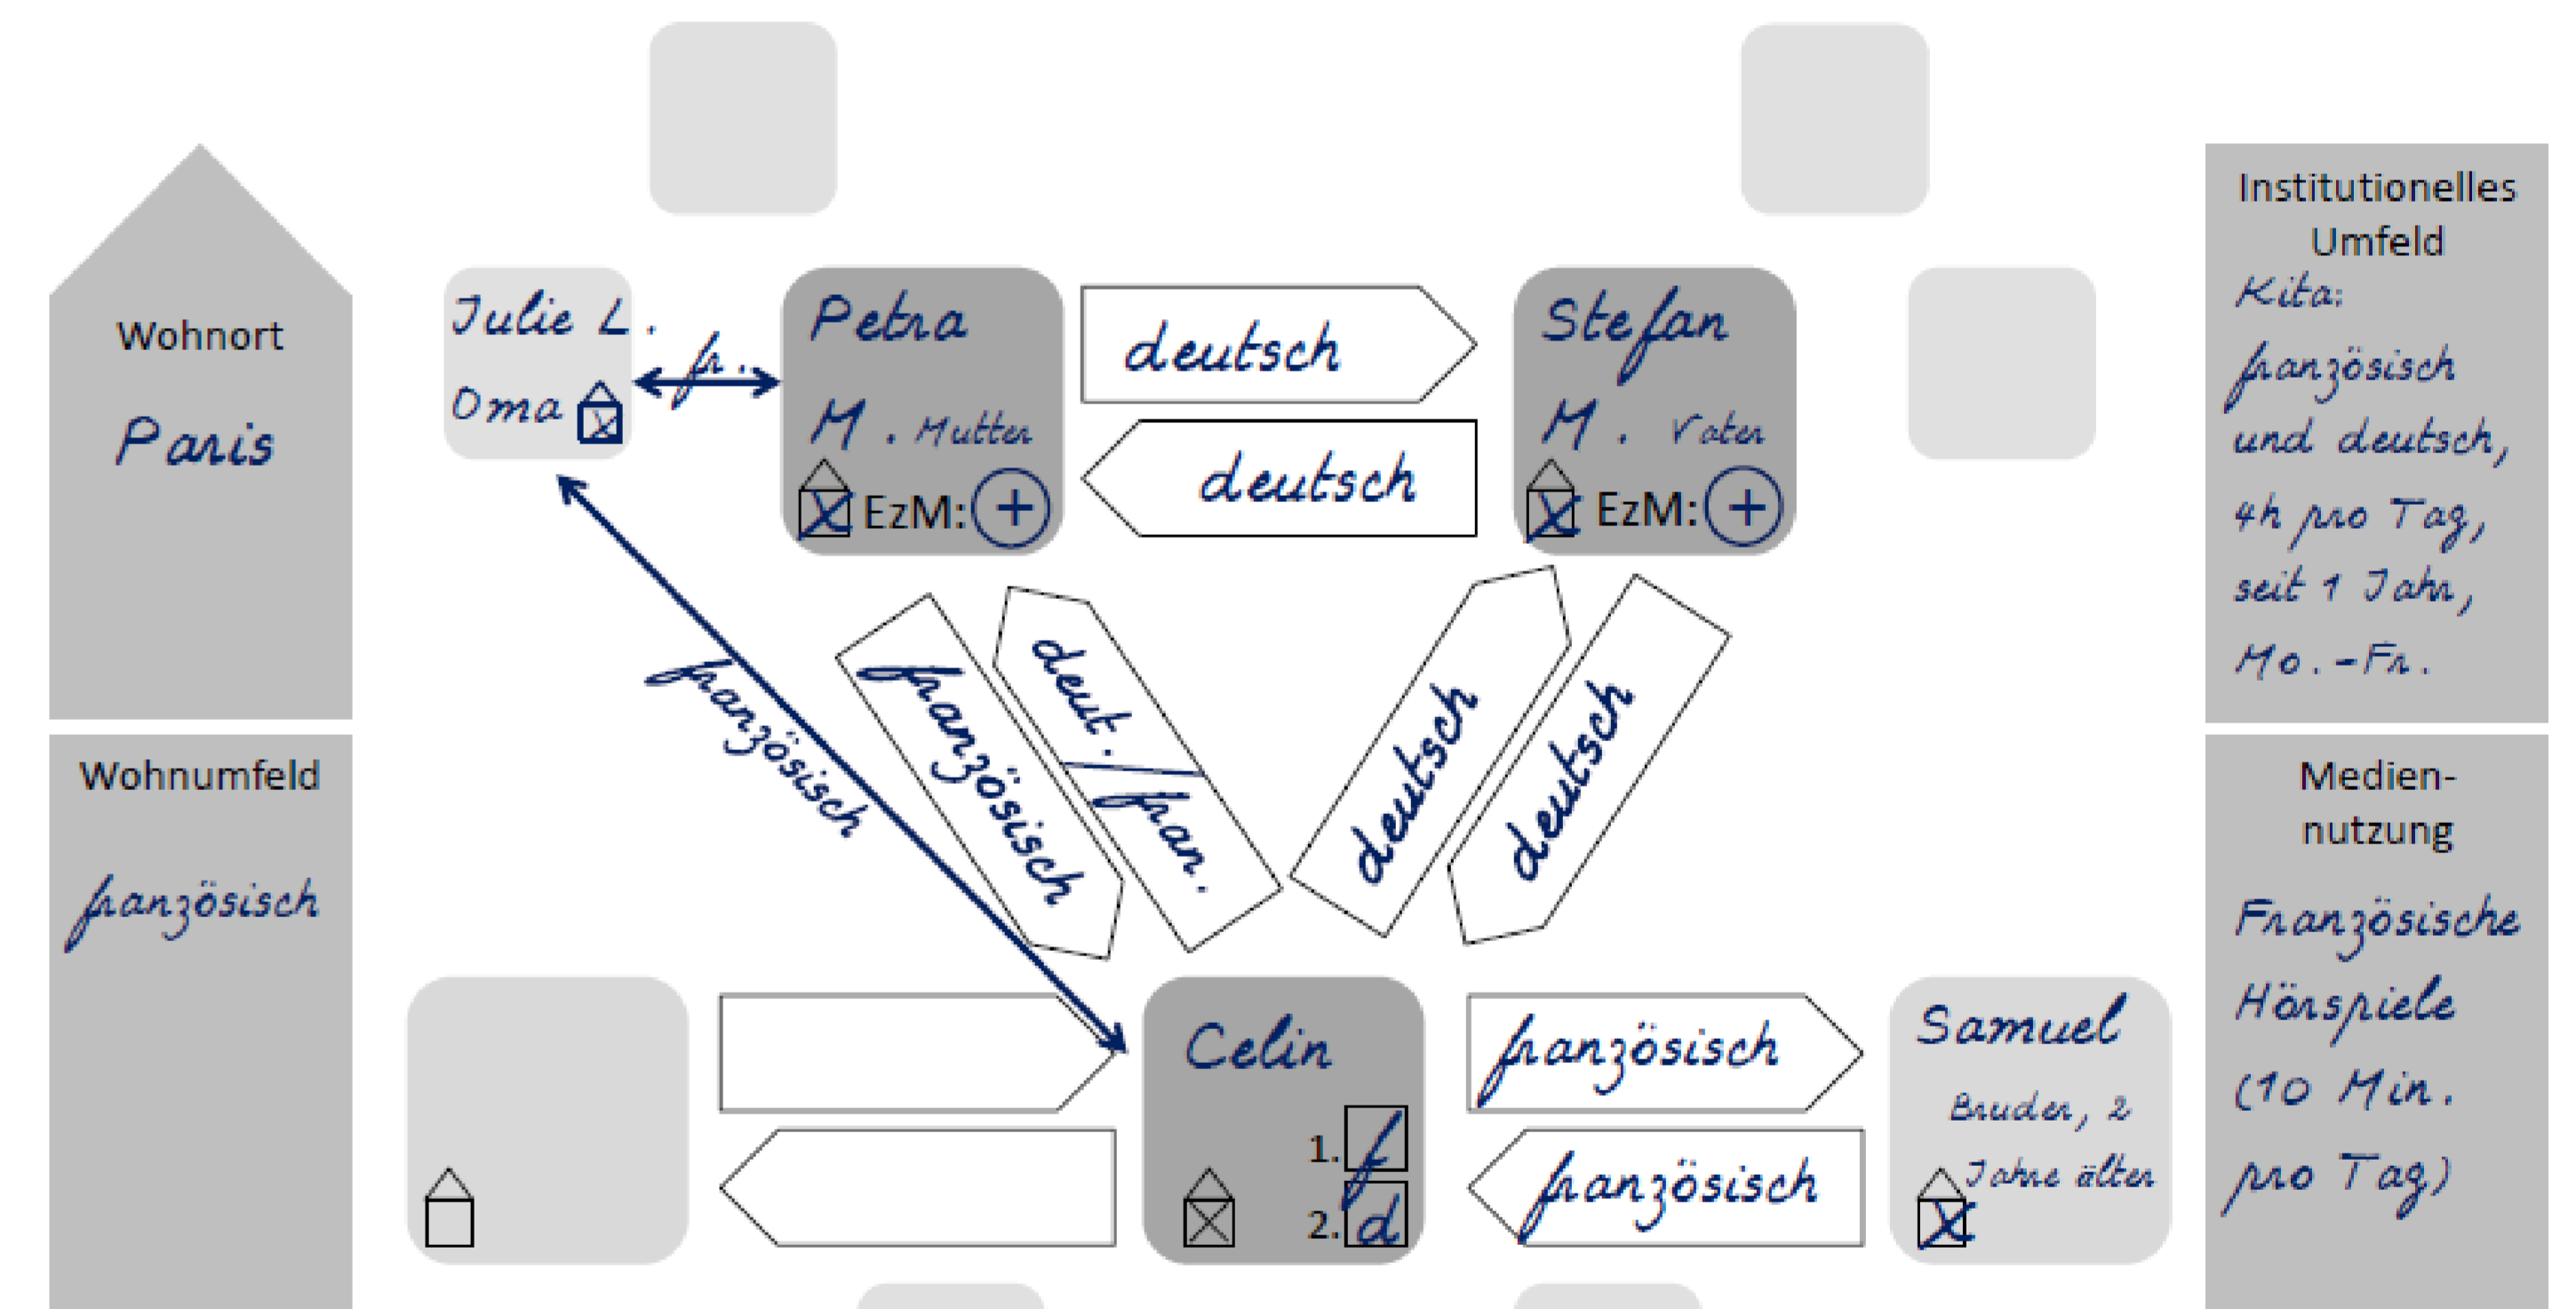 Wohnort
Paris
Wohnumfeld
französisch
Julie L.
Oma
fr.
Petra
M. Mutter
EzM: +
deutsch
deutsch
Stefan
M. Vater
EzM: +
französisch
französisch
deut./fran.
deutsch
deutsch
Celin
1. f
2. d
französisch
französisch
Samuel
Bruder, 2
Jahre älter
Institutionelles
Umfeld
Kita:
französisch
und deutsch,
4h pro Tag,
seit 1 Jahr,
Mo.-Fr.
Medien-
nutzung
Französische
Hörspiele
(10 Min.
pro Tag)